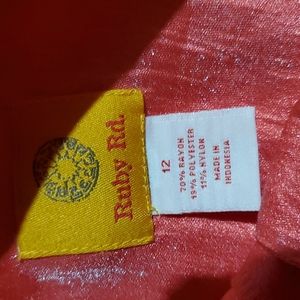 Ruby Rd.
12
70% RAYON
19% POLYESTER
11% NYLON
MADE IN
INDONESIA